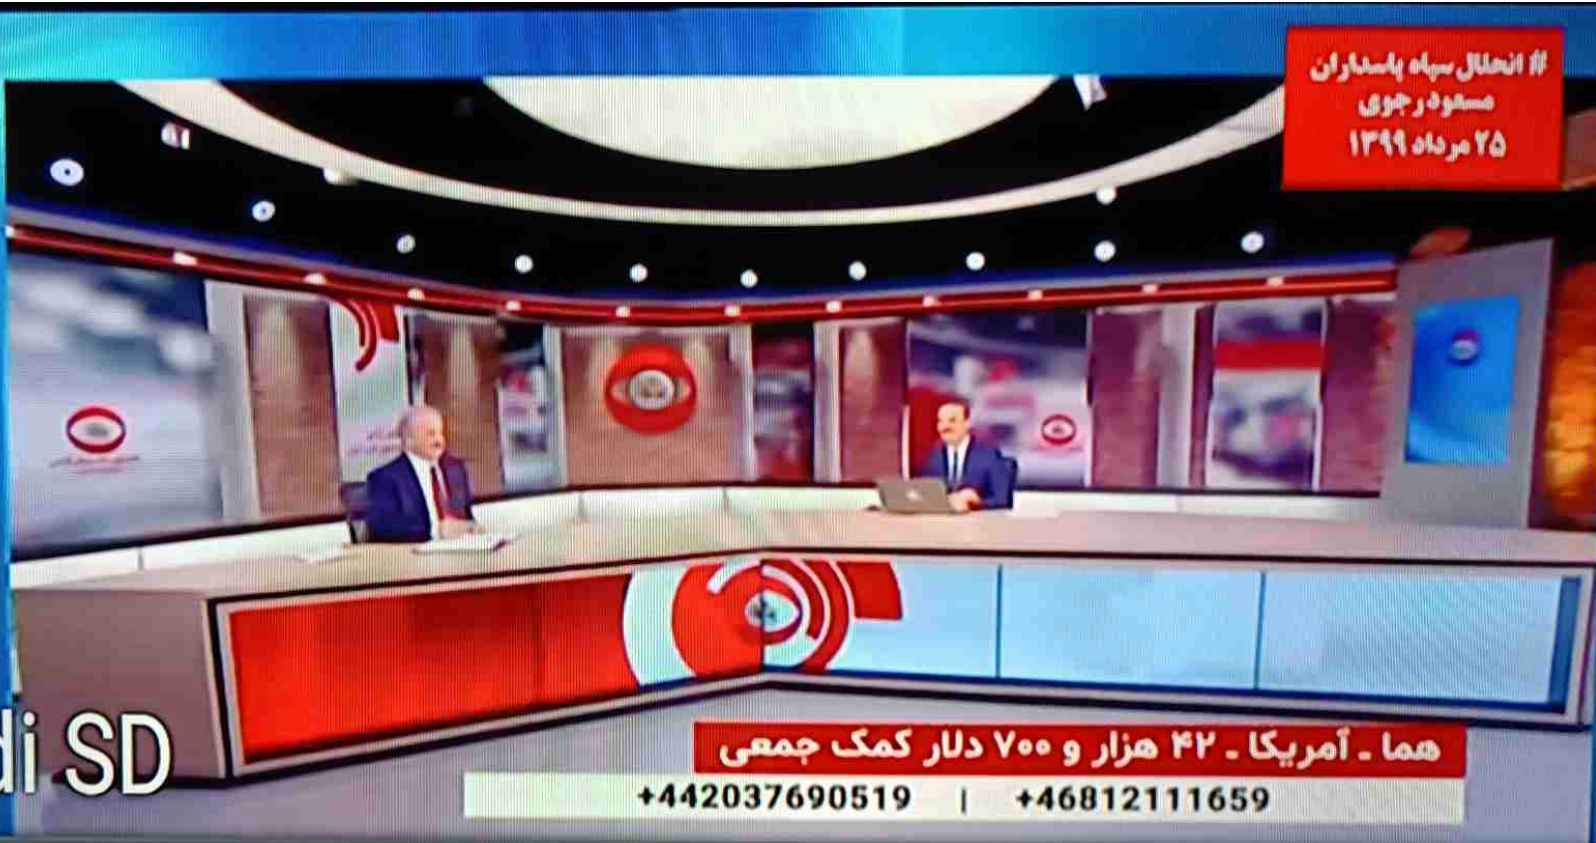 # انحلال سپاه پاسداران
مسعود رجوی
۲۵ مرداد ۱۳۹۹
di SD
هما - آمریکا - ۴۲ هزار و ۷۰۰ دلار کمک جمعی
+442037690519 | +46812111659